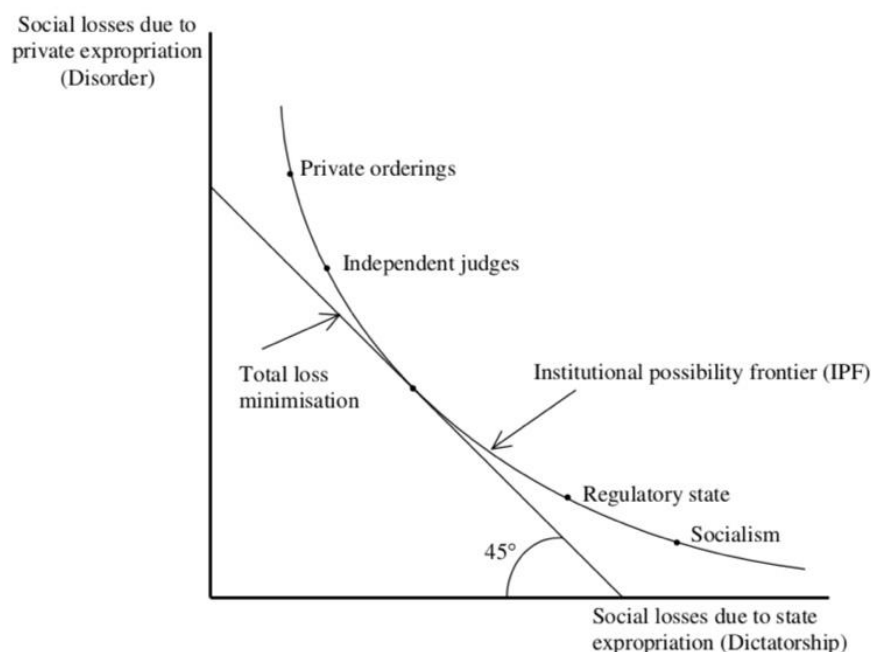 Social losses due to
private expropriation
(Disorder)
Private orderings
Independent judges
Total loss
minimisation
Institutional possibility frontier (IPF)
Regulatory state
Socialism
45°
Social losses due to state
expropriation (Dictatorship)